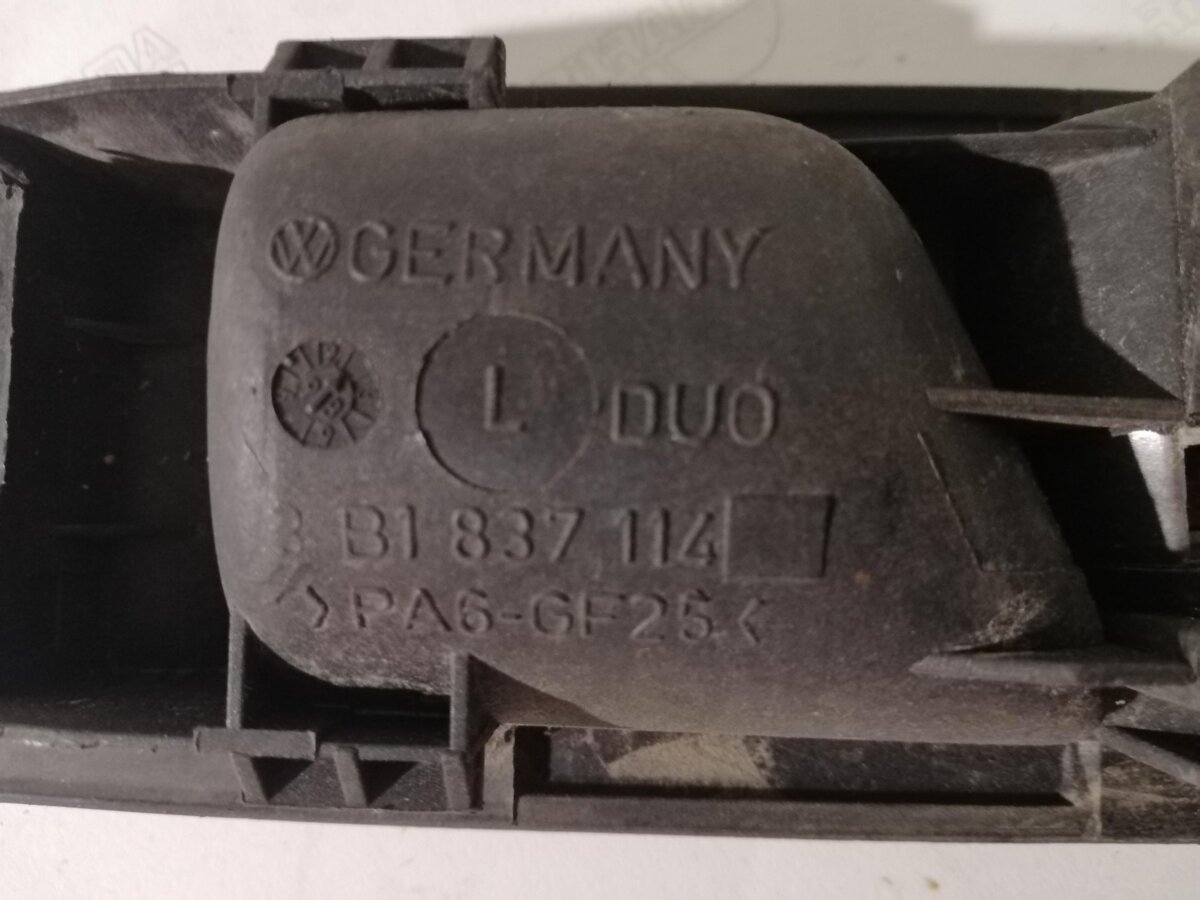 GERMANY
L DUO
3 B1 837 114
>PA6-GF25<